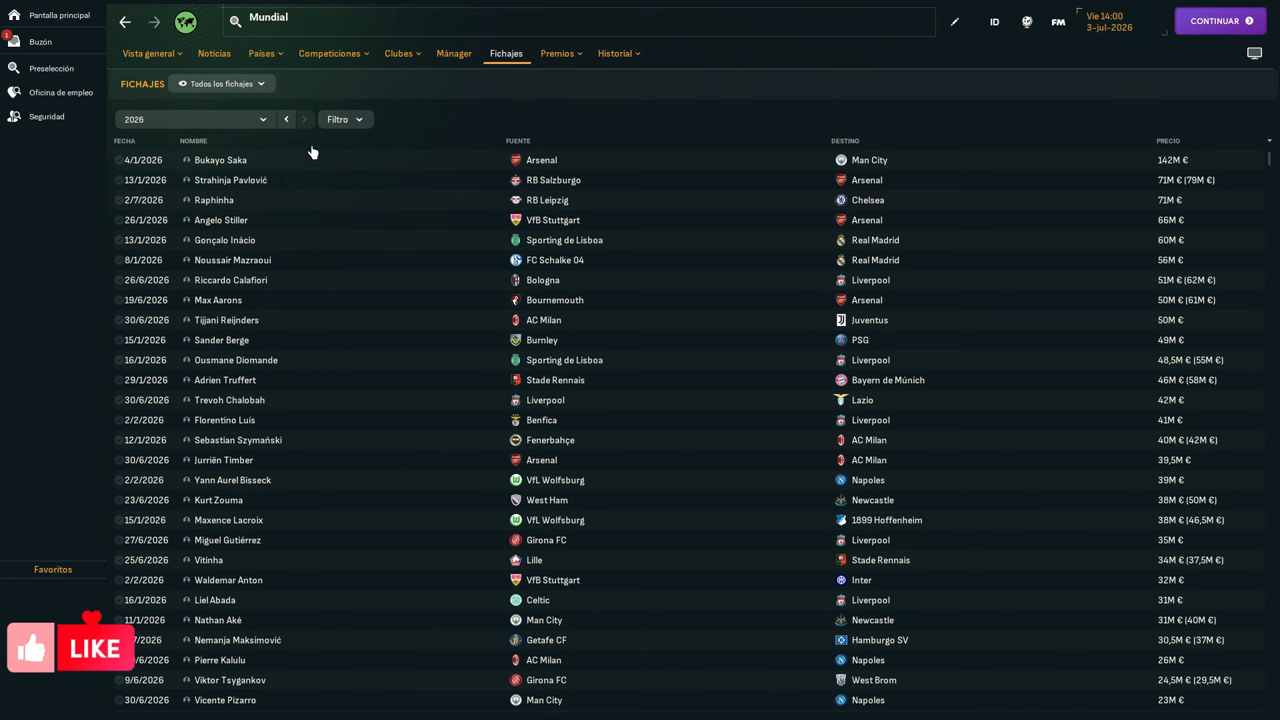 Pantalla principal
1
Buzón
Preselección
Oficina de empleo
Seguridad
Favoritos
LIKE
Mundial
ID
FM
Vie 14:00
3-jul-2026
CONTINUAR
Vista general Noticias Países Competiciones Clubes Mánager Fichajes Premios Historial
FICHAJES Todos los fichajes
2026 Filtro
FECHA NOMBRE FUENTE DESTINO PRECIO
4/1/2026 Bukayo Saka Arsenal Man City 142M €
13/1/2026 Strahinja Pavlović RB Salzburgo Arsenal 71M € (79M €)
2/7/2026 Raphinha RB Leipzig Chelsea 71M €
26/1/2026 Angelo Stiller VfB Stuttgart Arsenal 66M €
13/1/2026 Gonçalo Inácio Sporting de Lisboa Real Madrid 60M €
8/1/2026 Noussair Mazraoui FC Schalke 04 Real Madrid 56M €
26/6/2026 Riccardo Calafiori Bologna Liverpool 51M € (62M €)
19/6/2026 Max Aarons Bournemouth Arsenal 50M € (61M €)
30/6/2026 Tijjani Reijnders AC Milan Juventus 50M €
15/1/2026 Sander Berge Burnley PSG 49M €
16/1/2026 Ousmane Diomande Sporting de Lisboa Liverpool 48,5M € (55M €)
29/1/2026 Adrien Truffert Stade Rennais Bayern de Múnich 46M € (58M €)
30/6/2026 Trevoh Chalobah Liverpool Lazio 42M €
2/2/2026 Florentino Luís Benfica Liverpool 41M €
12/1/2026 Sebastian Szymański Fenerbahçe AC Milan 40M € (42M €)
30/6/2026 Jurriën Timber Arsenal AC Milan 39,5M €
2/2/2026 Yann Aurel Bisseck VfL Wolfsburg Napoles 39M €
23/6/2026 Kurt Zouma West Ham Newcastle 38M € (50M €)
15/1/2026 Maxence Lacroix VfL Wolfsburg 1899 Hoffenheim 38M € (46,5M €)
27/6/2026 Miguel Gutiérrez Girona FC Liverpool 35M €
25/6/2026 Vitinha Lille Stade Rennais 34M € (37,5M €)
2/2/2026 Waldemar Anton VfB Stuttgart Inter 32M €
16/1/2026 Liel Abada Celtic Liverpool 31M €
11/1/2026 Nathan Aké Man City Newcastle 31M € (40M €)
/2026 Nemanja Maksimović Getafe CF Hamburgo SV 30,5M € (37M €)
/2026 Pierre Kalulu AC Milan Napoles 26M €
9/6/2026 Viktor Tsygankov Girona FC West Brom 24,5M € (29,5M €)
30/6/2026 Vicente Pizarro Man City Napoles 23M €